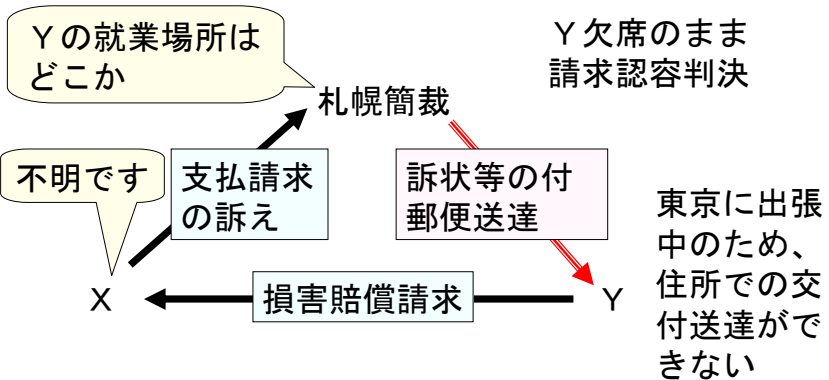 Ｙの就業場所は
どこか
Ｙ欠席のまま
請求認容判決
札幌簡裁
不明です
支払請求
の訴え
訴状等の付
郵便送達
東京に出張
中のため、
住所での交
付送達がで
きない
Ｘ
損害賠償請求
Ｙ